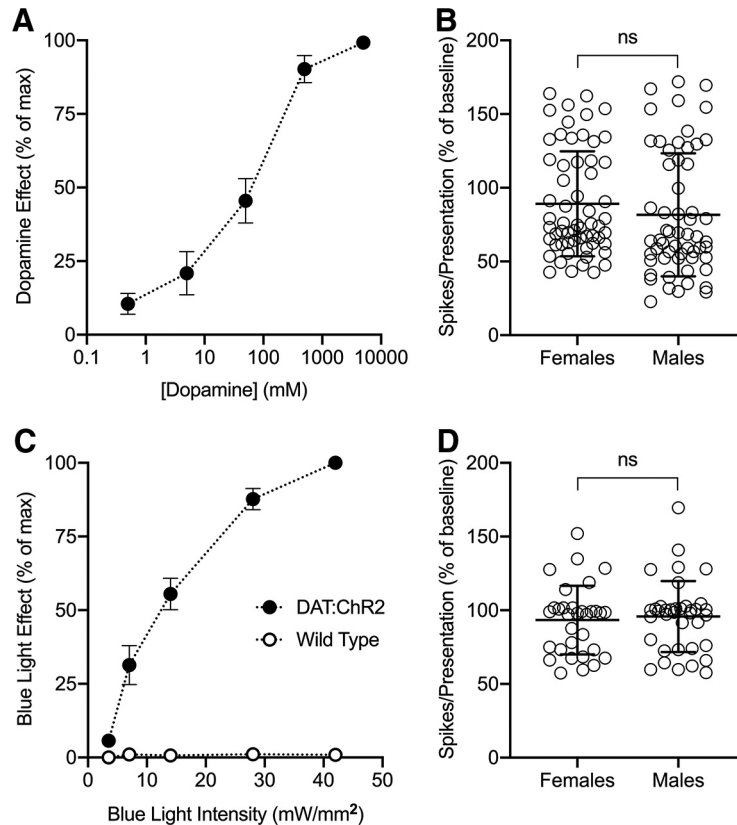 A
Dopamine Effect (% of max)
100
75
50
25
0
0.1 1 10 100 1000 10000
[Dopamine] (mM)
B
Spikes/Presentation (% of baseline)
200
150
100
50
0
ns
Females Males
C
Blue Light Effect (% of max)
100
75
50
25
0
DAT:ChR2
Wild Type
0 10 20 30 40 50
Blue Light Intensity (mW/mm²)
D
Spikes/Presentation (% of baseline)
200
150
100
50
0
ns
Females Males